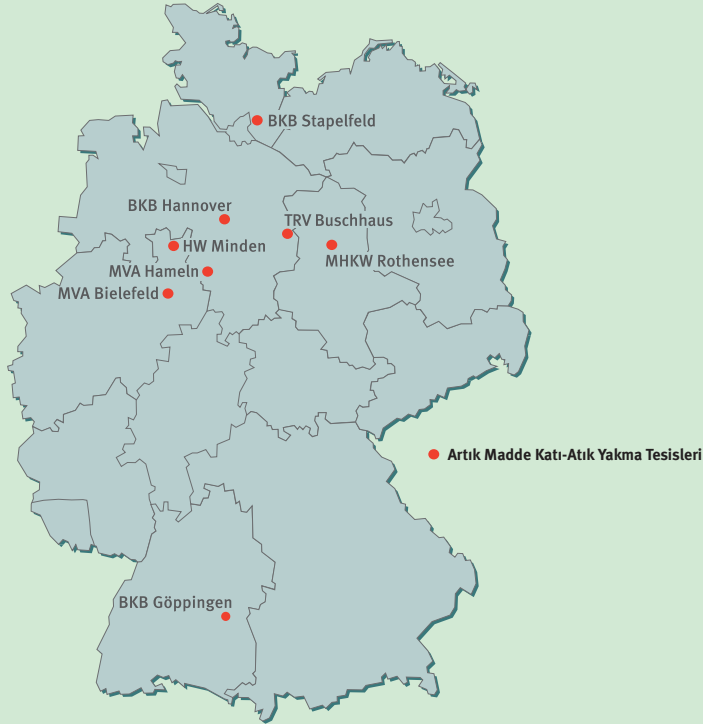 BKB Stapelfeld
BKB Hannover
TRV Buschhaus
HW Minden
MHKW Rothensee
MVA Hameln
MVA Bielefeld
Artık Madde Katı-Atık Yakma Tesisleri
BKB Göppingen